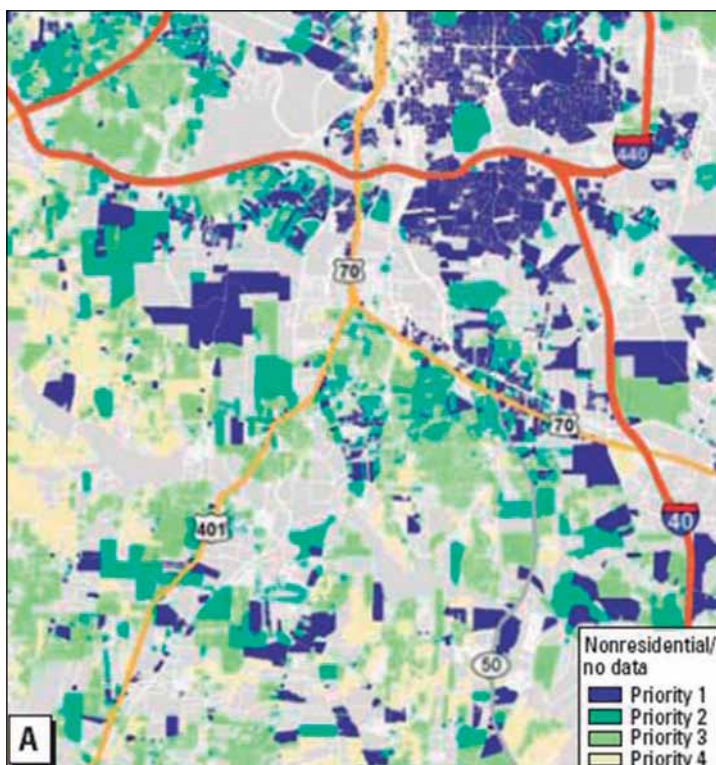 440
70
70
401
40
50
A
Nonresidential/
no data
Priority 1
Priority 2
Priority 3
Priority 4